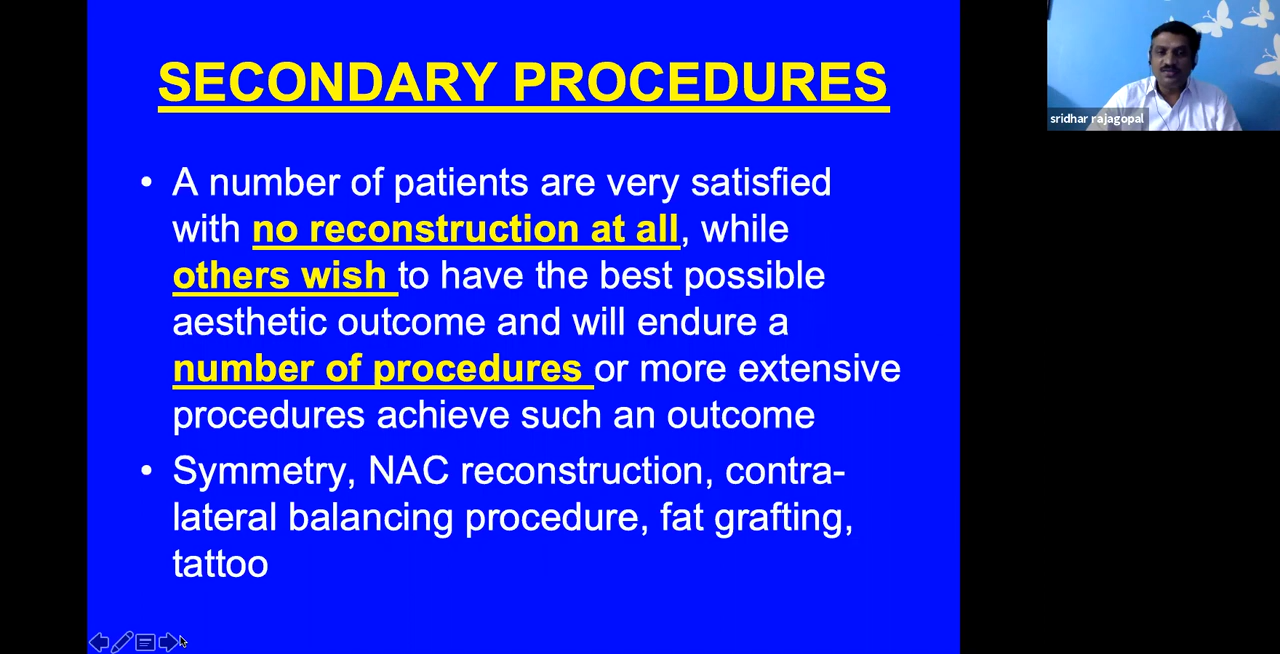 SECONDARY PROCEDURES
• A number of patients are very satisfied
with no reconstruction at all, while
others wish to have the best possible
aesthetic outcome and will endure a
number of procedures or more extensive
procedures achieve such an outcome
• Symmetry, NAC reconstruction, contra-
lateral balancing procedure, fat grafting,
tattoo
sridhar rajagopal